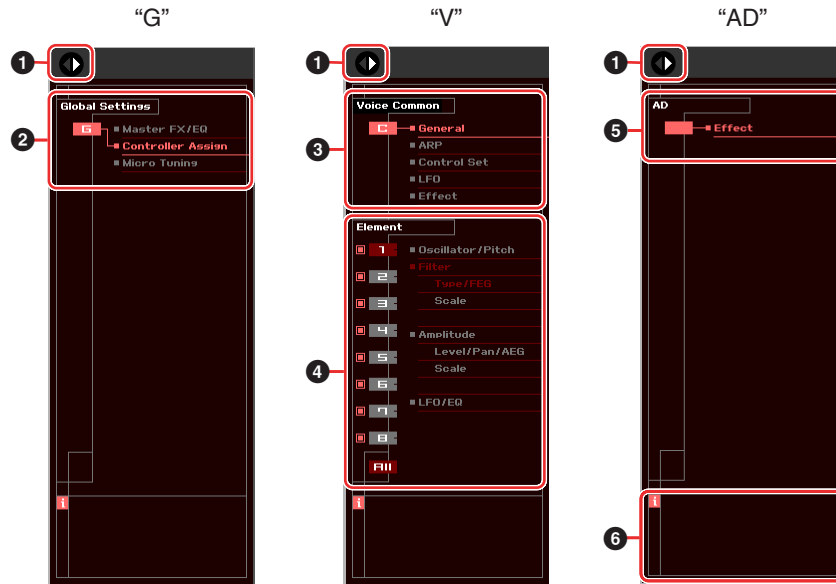 “G”
“V”
“AD”
1
1
1
Global Settings
G
Master FX/EQ
Controller Assign
Micro Tuning
2
Voice Common
C
General
ARP
Control Set
LFO
Effect
3
AD
Effect
5
Element
1
Oscillator/Pitch
2
Filter
Type/FEG
3
Scale
4
Amplitude
5
Level/Pan/AEG
Scale
6
7
LFO/EQ
8
All
4
i
i
i
6